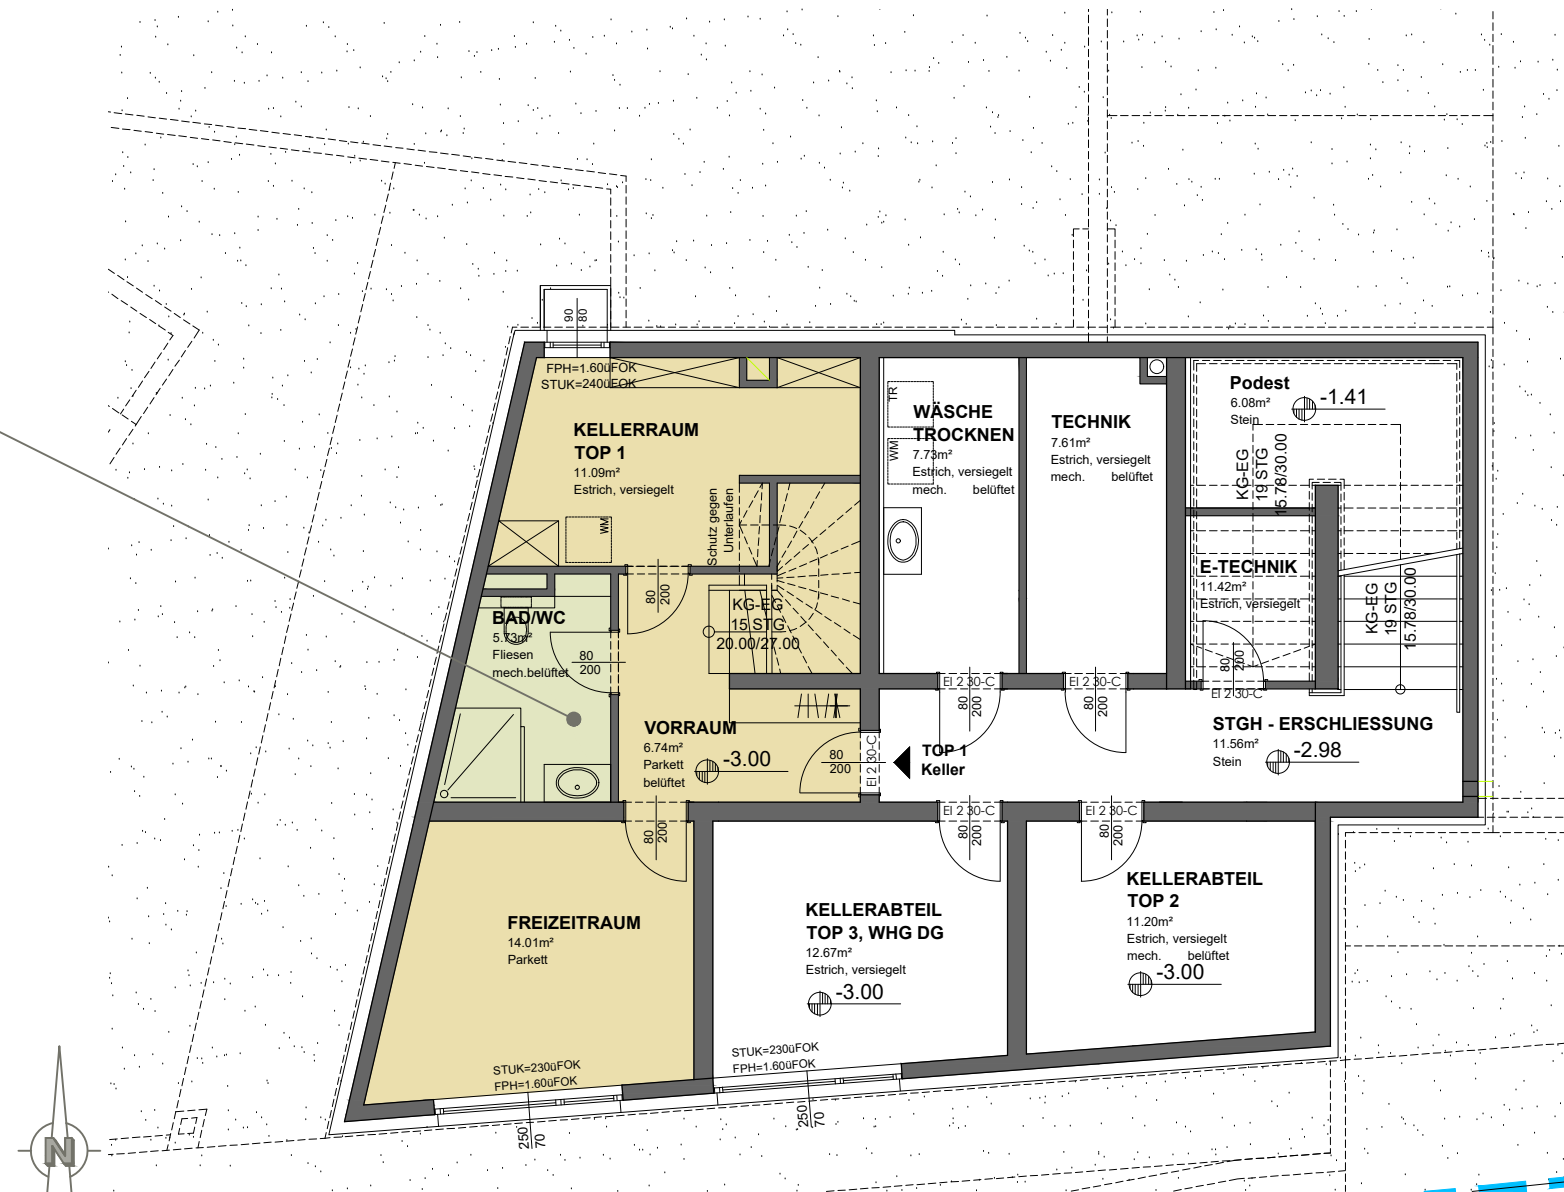 90
80
FPH=1.60üFOK
STUK=240üFOK
KELLERRAUM
TOP 1
11.09m²
Estrich, versiegelt
WM
Schutz gegen
Unterlaufen
80
200
KG-EG
15 STG
20.00/27.00
BAD/WC
5.73m²
Fliesen
mech.belüftet
80
200
VORRAUM
6.74m²
Parkett
belüftet
-3.00
80
200
EI 2 30-C
TOP 1
Keller
TR
WM
WÄSCHE
TROCKNEN
7.73m²
Estrich, versiegelt
mech. belüftet
EI 2 30-C
80
200
TECHNIK
7.61m²
Estrich, versiegelt
mech. belüftet
EI 2 30-C
80
200
Podest
6.08m²
Stein
-1.41
KG-EG
19 STG
15.78/30.00
E-TECHNIK
11.42m²
Estrich, versiegelt
80
200
EI 2 30-C
KG-EG
19 STG
15.78/30.00
STGH - ERSCHLIESSUNG
11.56m²
Stein
-2.98
80
200
FREIZEITRAUM
14.01m²
Parkett
STUK=230üFOK
FPH=1.60üFOK
250
70
EI 2 30-C
80
200
KELLERABTEIL
TOP 3, WHG DG
12.67m²
Estrich, versiegelt
-3.00
STUK=230üFOK
FPH=1.60üFOK
250
70
EI 2 30-C
80
200
KELLERABTEIL
TOP 2
11.20m²
Estrich, versiegelt
mech. belüftet
-3.00
N